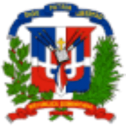 DIOS PATRIA LIBERTAD
REPUBLICA DOMINICANA